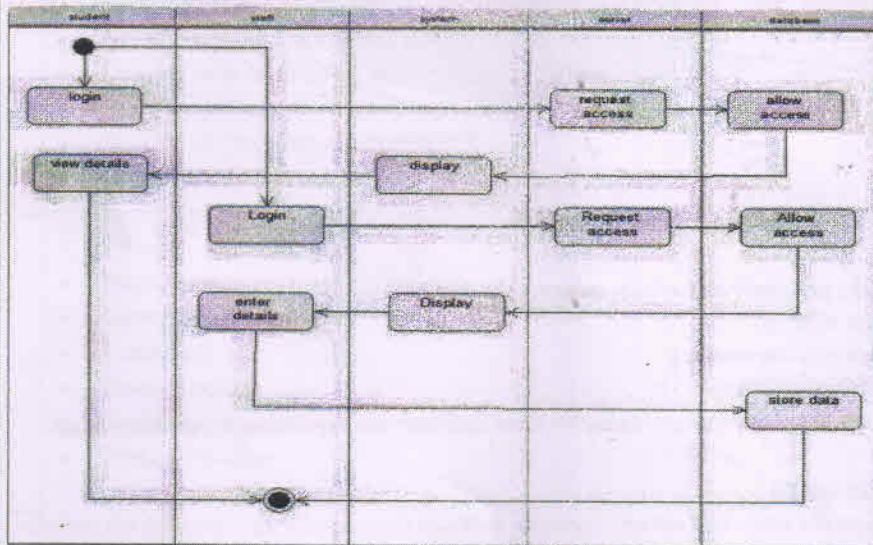 student
staff
system
server
database
login
request
access
allow
access
view details
display
Login
Request
access
Allow
access
enter
details
Display
store data